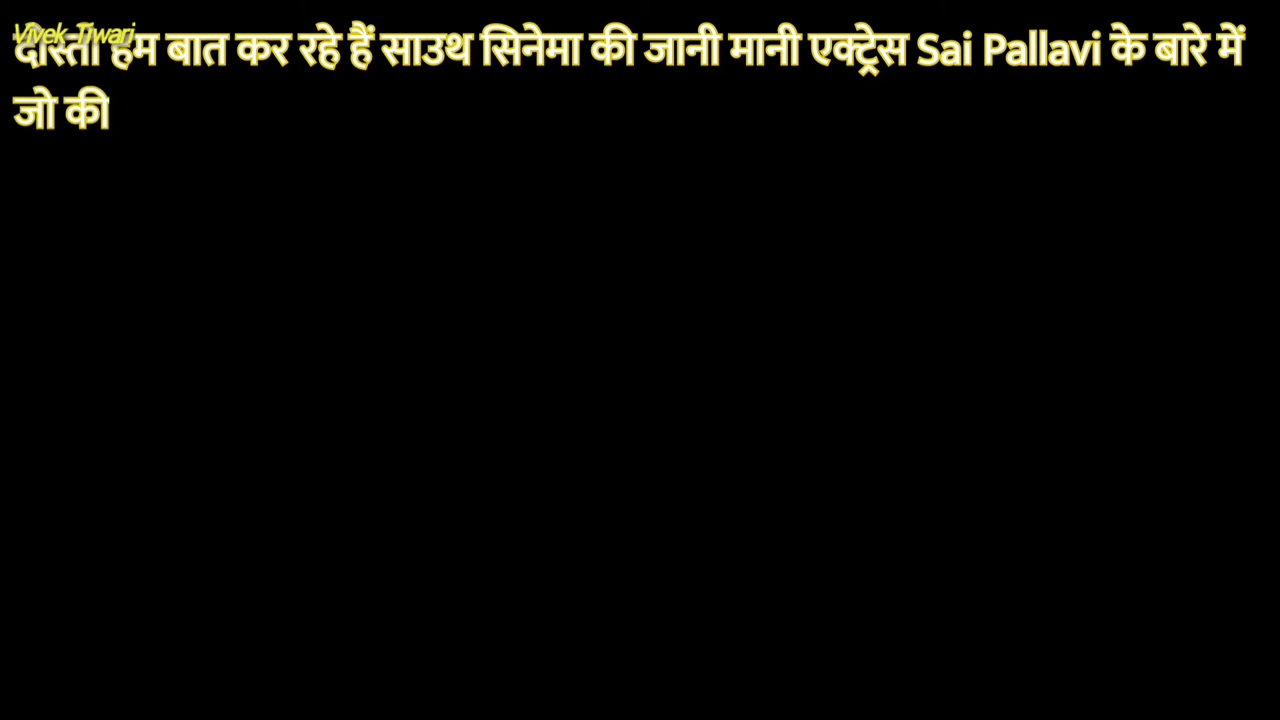 Vivek Tiwari
दोस्तों हम बात कर रहे हैं साउथ सिनेमा की जानी मानी एक्ट्रेस Sai Pallavi के बारे में
जो की